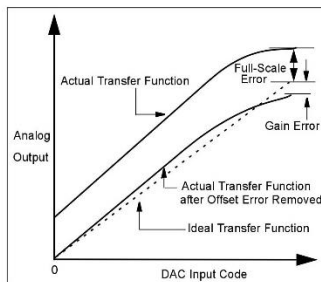 Full-Scale
Error
Actual Transfer Function
Gain Error
Analog
Output
Actual Transfer Function
after Offset Error Removed
Ideal Transfer Function
0
DAC Input Code